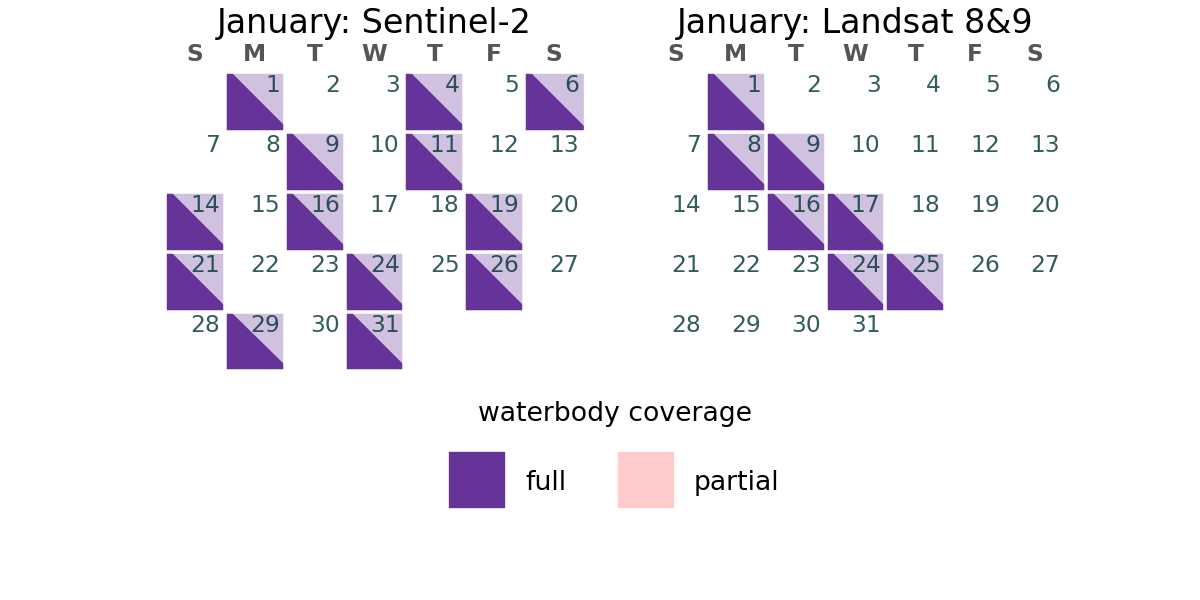 January: Sentinel-2
S M T W T F S
1 2 3 4 5 6
7 8 9 10 11 12 13
14 15 16 17 18 19 20
21 22 23 24 25 26 27
28 29 30 31
January: Landsat 8&9
S M T W T F S
1 2 3 4 5 6
7 8 9 10 11 12 13
14 15 16 17 18 19 20
21 22 23 24 25 26 27
28 29 30 31
waterbody coverage
full partial